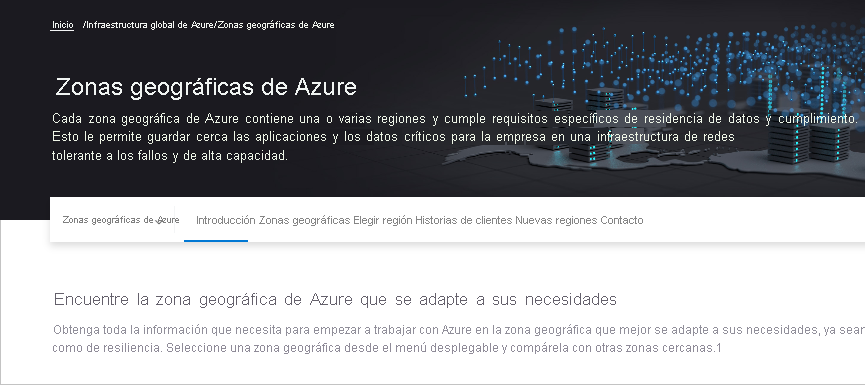 Inicio /Infraestructura global de Azure/Zonas geográficas de Azure
Zonas geográficas de Azure
Cada zona geográfica de Azure contiene una o varias regiones y cumple requisitos específicos de residencia de datos y cumplimiento.
Esto le permite guardar cerca las aplicaciones y los datos críticos para la empresa en una infraestructura de redes
tolerante a los fallos y de alta capacidad.
Zonas geográficas de Azure Introducción Zonas geográficas Elegir región Historias de clientes Nuevas regiones Contacto
Encuentre la zona geográfica de Azure que se adapte a sus necesidades
Obtenga toda la información que necesita para empezar a trabajar con Azure en la zona geográfica que mejor se adapte a sus necesidades, ya sean
como de resiliencia. Seleccione una zona geográfica desde el menú desplegable y compárela con otras zonas cercanas.1